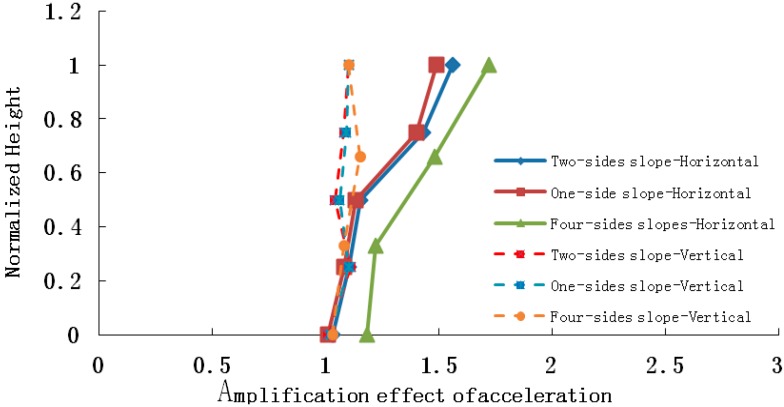 1.2
1
0.8
0.6
0.4
0.2
0
Normalized Height
0
0.5
1
1.5
2
2.5
3
Amplification effect ofacceleration
Two-sides slope-Horizontal
One-side slope-Horizontal
Four-sides slopes-Horizontal
Two-sides slope-Vertical
One-sides slope-Vertical
Four-sides slope-Vertical